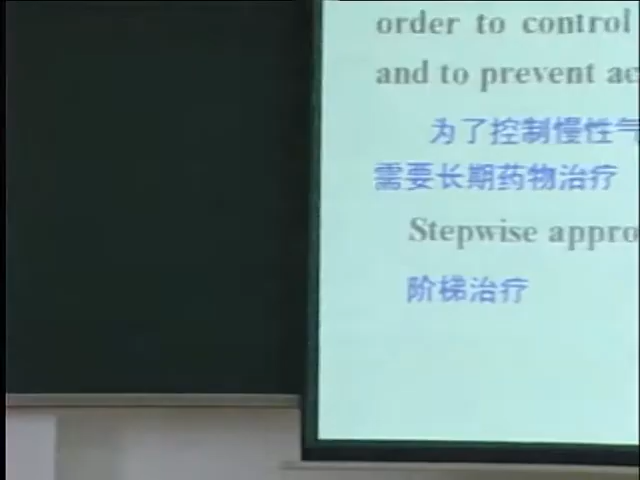 order to control
and to prevent ac
为了控制慢性气
需要长期药物治疗
Stepwise appro
阶梯治疗